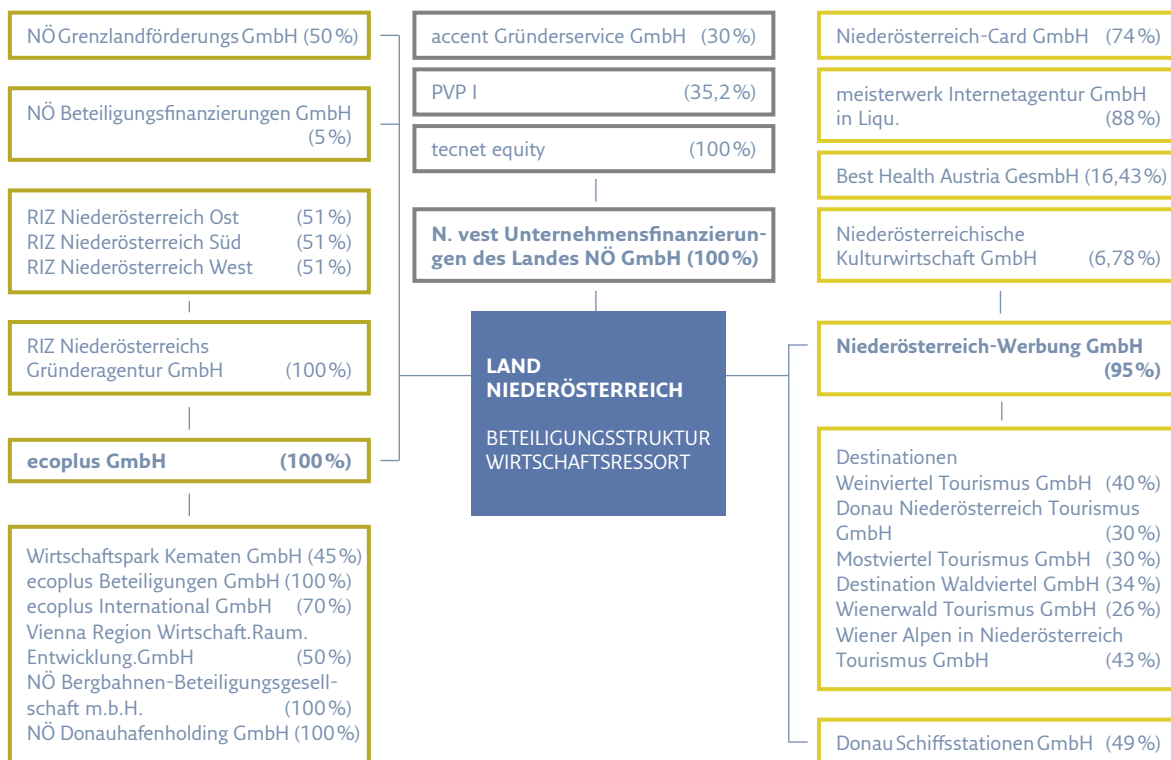 NÖ Grenzlandförderungs GmbH (50 %)
NÖ Beteiligungsfinanzierungen GmbH
(5 %)
RIZ Niederösterreich Ost (51 %)
RIZ Niederösterreich Süd (51 %)
RIZ Niederösterreich West (51 %)
RIZ Niederösterreichs
Gründeragentur GmbH (100 %)
ecoplus GmbH (100 %)
Wirtschaftspark Kematen GmbH (45 %)
ecoplus Beteiligungen GmbH (100 %)
ecoplus International GmbH (70 %)
Vienna Region Wirtschaft.Raum.
Entwicklung.GmbH (50 %)
NÖ Bergbahnen-Beteiligungsgesell-
schaft m.b.H. (100 %)
NÖ Donauhafenholding GmbH (100 %)
accent Gründerservice GmbH (30 %)
PVP I (35,2 %)
tecnet equity (100 %)
N. vest Unternehmensfinanzierun-
gen des Landes NÖ GmbH (100 %)
LAND
NIEDERÖSTERREICH
BETEILIGUNGSSTRUKTUR
WIRTSCHAFTSRESSORT
Niederösterreich-Card GmbH (74 %)
meisterwerk Internetagentur GmbH
in Liqu. (88 %)
Best Health Austria GesmbH (16,43 %)
Niederösterreichische
Kulturwirtschaft GmbH (6,78 %)
Niederösterreich-Werbung GmbH
(95 %)
Destinationen
Weinviertel Tourismus GmbH (40 %)
Donau Niederösterreich Tourismus
GmbH (30 %)
Mostviertel Tourismus GmbH (30 %)
Destination Waldviertel GmbH (34 %)
Wienerwald Tourismus GmbH (26 %)
Wiener Alpen in Niederösterreich
Tourismus GmbH (43 %)
Donau Schiffsstationen GmbH (49 %)